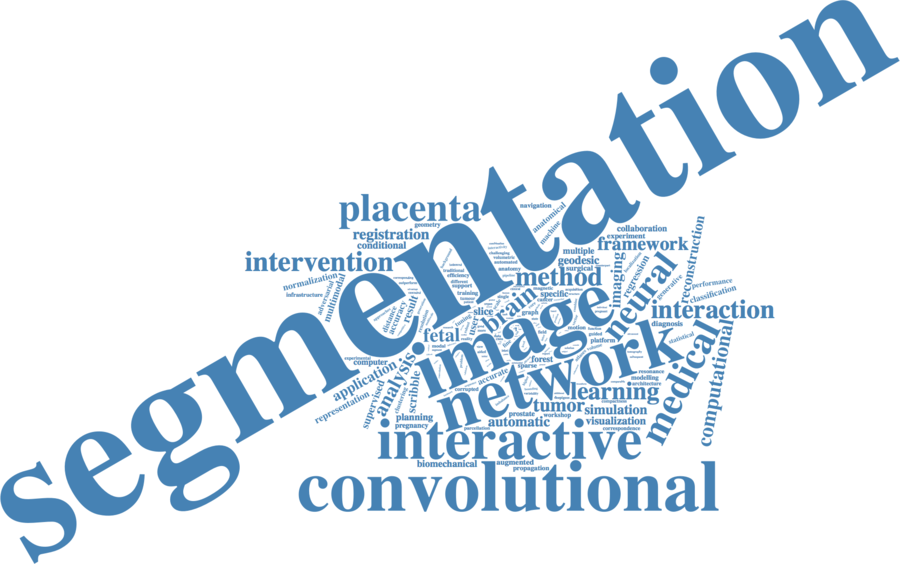 segmentation
placenta
navigation
anatomical
machine
geometry
registration
conditional
intervention
collaboration
experiment
framework
multiple
geodesic
surgical
method
imaging
regression
neural
reconstruction
generative
performance
classification
normalization
infrastructure
adversarial
multimodal
distance
accuracy
result
traditional
efficiency
different
support
training
challenging
volumetric
automated
anatomy
specific
brain
slice
graph
image
interaction
diagnosis
statistical
fetal
motion
guided
platform
network
medical
computational
experimental
computer
application
representation
supervised
clustering
analysis
scribble
accurate
forest
sparse
resonance
modelling
architecture
learning
tumor
simulation
visualization
correspondence
prostate
workshop
automatic
planning
pregnancy
parcellation
interactive
biomechanical
augmented
propagation
convolutional